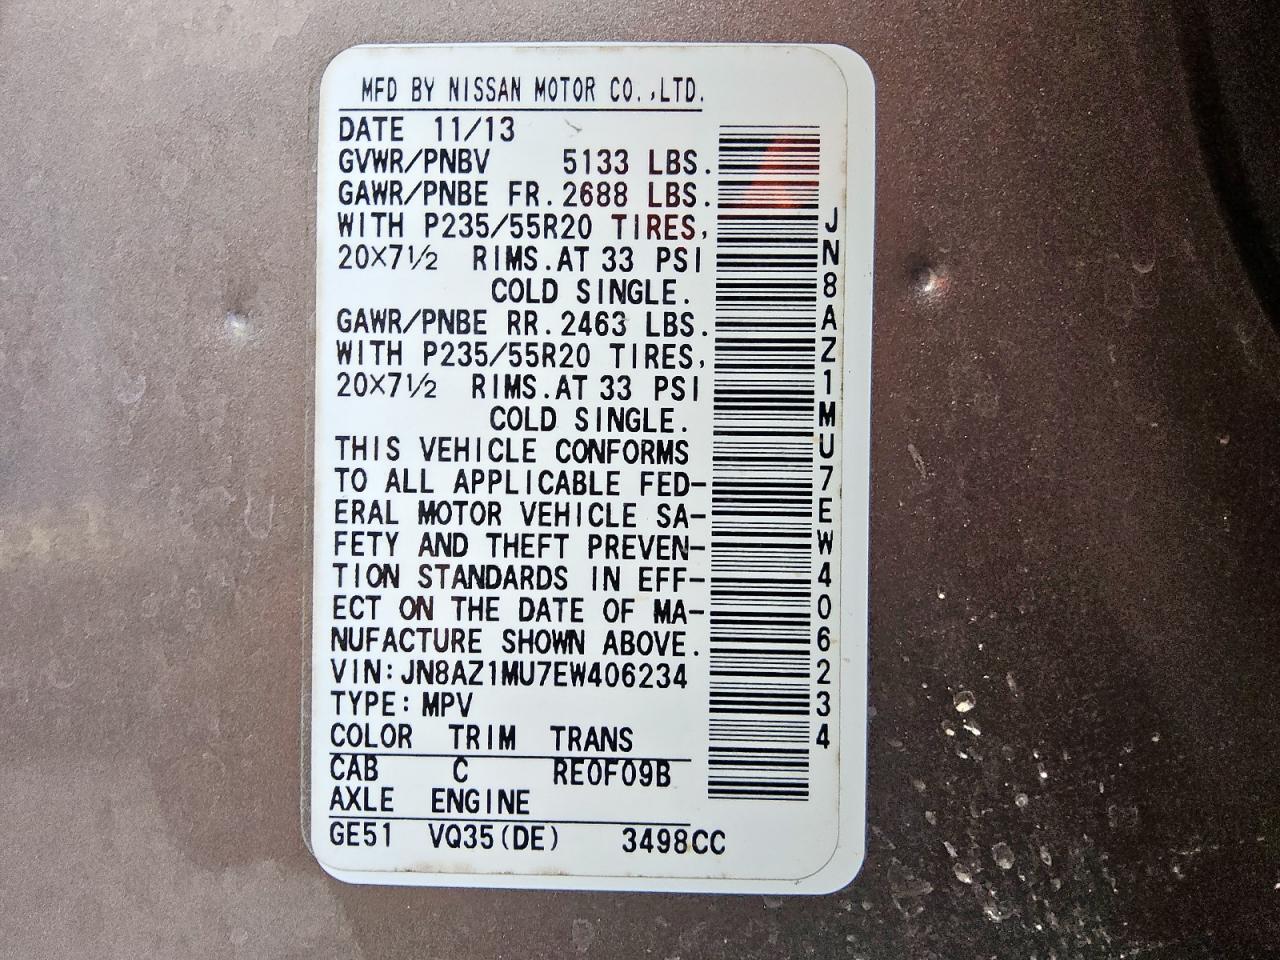 MFD BY NISSAN MOTOR CO.,LTD.
DATE 11/13
GVWR/PNBV 5133 LBS.
GAWR/PNBE FR.2688 LBS.
WITH P235/55R20 TIRES,
20X7½ RIMS.AT 33 PSI
COLD SINGLE.
GAWR/PNBE RR.2463 LBS.
WITH P235/55R20 TIRES,
20X7½ RIMS.AT 33 PSI
COLD SINGLE.
THIS VEHICLE CONFORMS
TO ALL APPLICABLE FED-
ERAL MOTOR VEHICLE SA-
FETY AND THEFT PREVEN-
TION STANDARDS IN EFF-
ECT ON THE DATE OF MA-
NUFACTURE SHOWN ABOVE.
VIN:JN8AZ1MU7EW406234
TYPE:MPV
COLOR TRIM TRANS
CAB C RE0F09B
AXLE ENGINE
GE51 VQ35(DE) 3498CC
JN8AZ1MU7EW406234